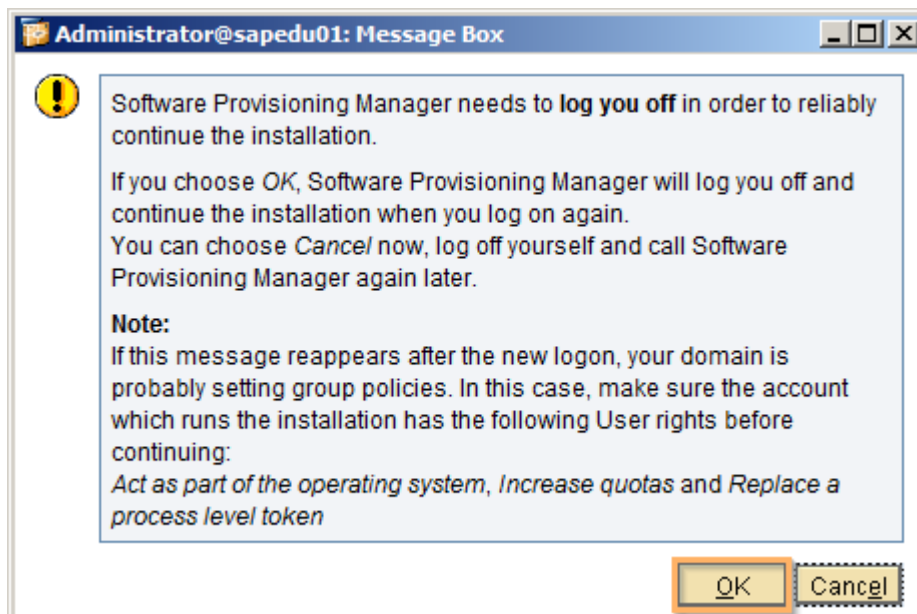 Administrator@sapedu01: Message Box
Software Provisioning Manager needs to log you off in order to reliably
continue the installation.
If you choose OK, Software Provisioning Manager will log you off and
continue the installation when you log on again.
You can choose Cancel now, log off yourself and call Software
Provisioning Manager again later.
Note:
If this message reappears after the new logon, your domain is
probably setting group policies. In this case, make sure the account
which runs the installation has the following User rights before
continuing:
Act as part of the operating system, Increase quotas and Replace a
process level token
OK Cancel